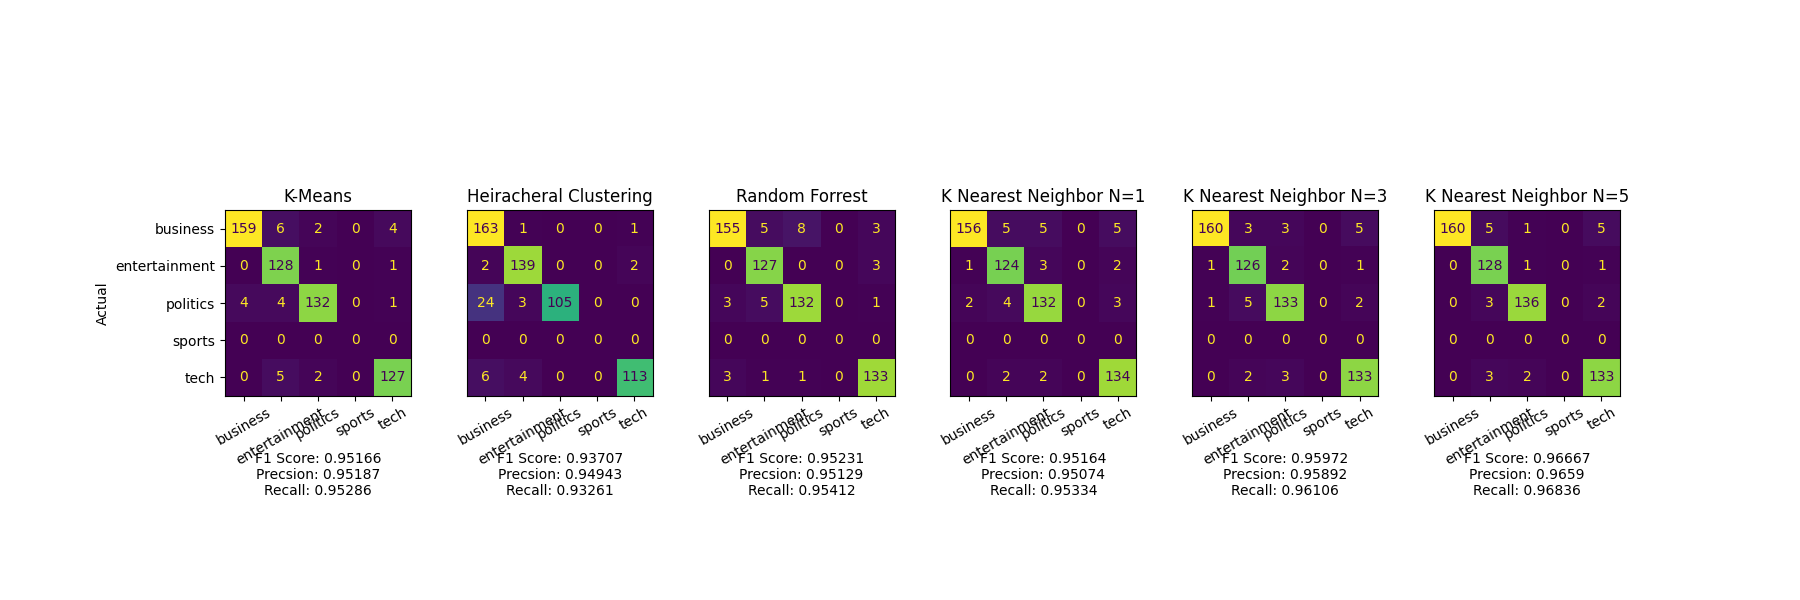 K-Means
Heiracheral Clustering
Random Forrest
K Nearest Neighbor N=1
K Nearest Neighbor N=3
K Nearest Neighbor N=5
Actual
business 159 6 2 0 4 163 1 0 0 1 155 5 8 0 3 156 5 5 0 5 160 3 3 0 5 160 5 1 0 5
entertainment 0 128 1 0 1 2 139 0 0 2 0 127 0 0 3 1 124 3 0 2 1 126 2 0 1 0 128 1 0 1
politics 4 4 132 0 1 24 3 105 0 0 3 5 132 0 1 2 4 132 0 3 1 5 133 0 2 0 3 136 0 2
sports 0 0 0 0 0 0 0 0 0 0 0 0 0 0 0 0 0 0 0 0 0 0 0 0 0 0 0 0 0 0
tech 0 5 2 0 127 6 4 0 0 113 3 1 1 0 133 0 2 2 0 134 0 2 3 0 133 0 3 2 0 133
business entertainment politics sports tech
business entertainment politics sports tech
business entertainment politics sports tech
business entertainment politics sports tech
business entertainment politics sports tech
business entertainment politics sports tech
F1 Score: 0.95166
Precsion: 0.95187
Recall: 0.95286
F1 Score: 0.93707
Precsion: 0.94943
Recall: 0.93261
F1 Score: 0.95231
Precsion: 0.95129
Recall: 0.95412
F1 Score: 0.95164
Precsion: 0.95074
Recall: 0.95334
F1 Score: 0.95972
Precsion: 0.95892
Recall: 0.96106
F1 Score: 0.96667
Precsion: 0.9659
Recall: 0.96836